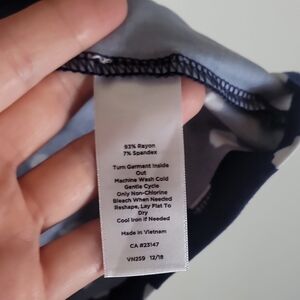 93% Rayon
7% Spandex
Turn Garment Inside
Out
Machine Wash Cold
Gentle Cycle
Only Non-Chlorine
Bleach When Needed
Reshape, Lay Flat To
Dry
Cool Iron if Needed
Made in Vietnam
CA #23147
VN259 12/18